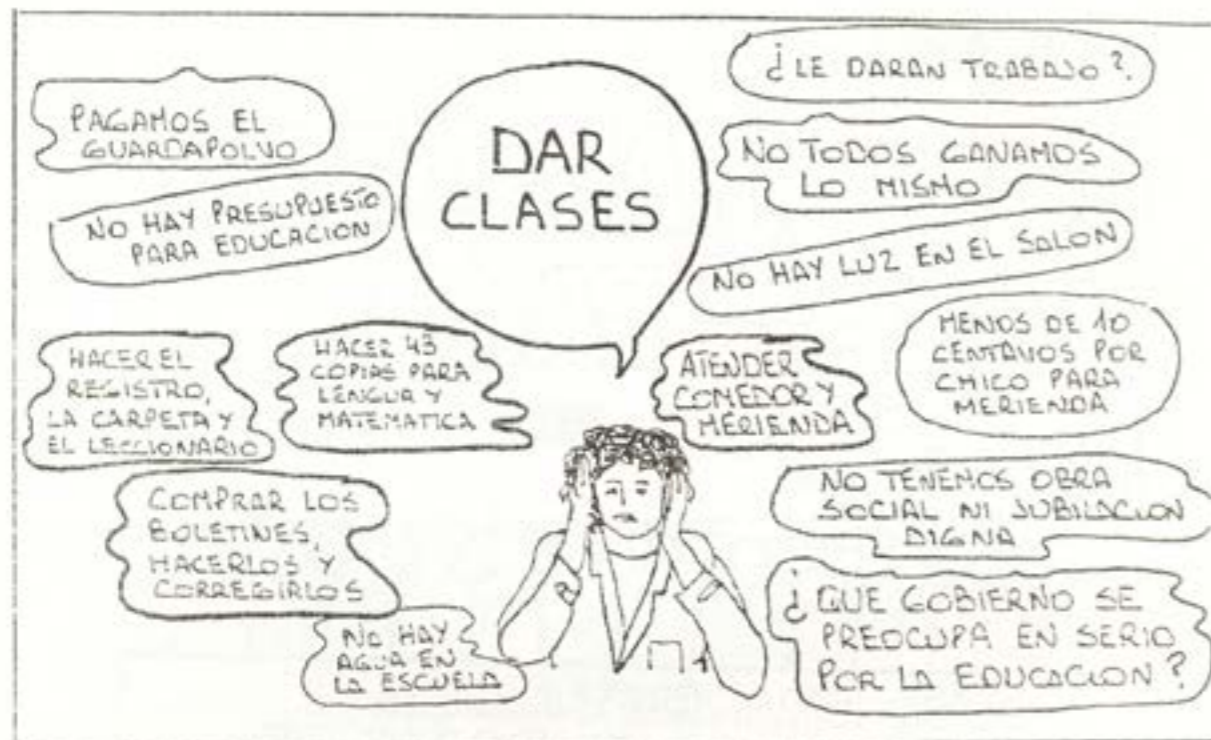 PAGAMOS EL
GUARDAPOLVO
NO HAY PRESUPUESTO
PARA EDUCACION
DAR
CLASES
¿LE DARAN TRABAJO?.
NO TODOS GANAMOS
LO MISMO
NO HAY LUZ EN EL SALON
HACER EL
REGISTRO,
LA CARPETA Y
EL LECCIONARIO
HACER 43
COPIAS PARA
LENGUA Y
MATEMATICA
ATENDER
COMEDOR Y
MERIENDA
MENOS DE 10
CENTAVOS POR
CHICO PARA
MERIENDA
COMPRAR LOS
BOLETINES,
HACERLOS Y
CORREGIRLOS
NO HAY
AGUA EN
LA ESCUELA
NO TENEMOS OBRA
SOCIAL NI JUBILACION
DIGNA
¿QUE GOBIERNO SE
PREOCUPA EN SERIO
POR LA EDUCACION?